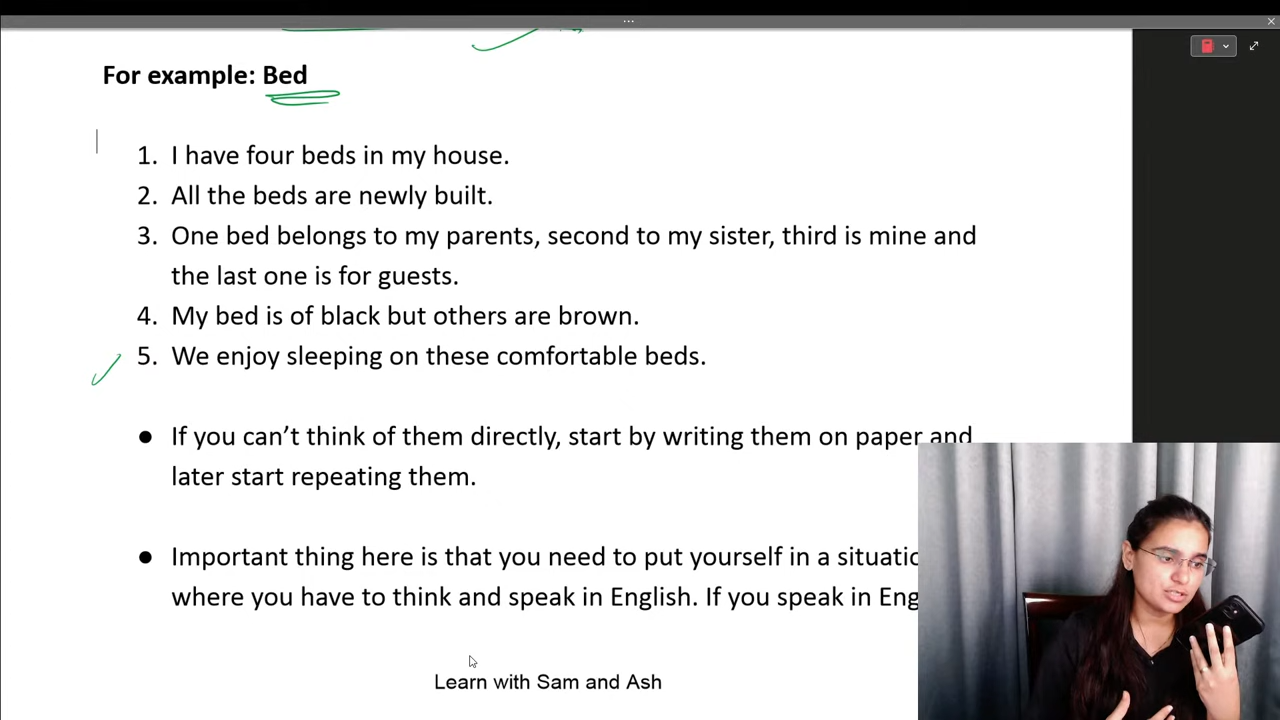 For example: Bed
1. I have four beds in my house.
2. All the beds are newly built.
3. One bed belongs to my parents, second to my sister, third is mine and
the last one is for guests.
4. My bed is of black but others are brown.
5. We enjoy sleeping on these comfortable beds.
● If you can’t think of them directly, start by writing them on paper and
later start repeating them.
● Important thing here is that you need to put yourself in a
where you have to think and speak in English. If you speak in
Learn with Sam and Ash